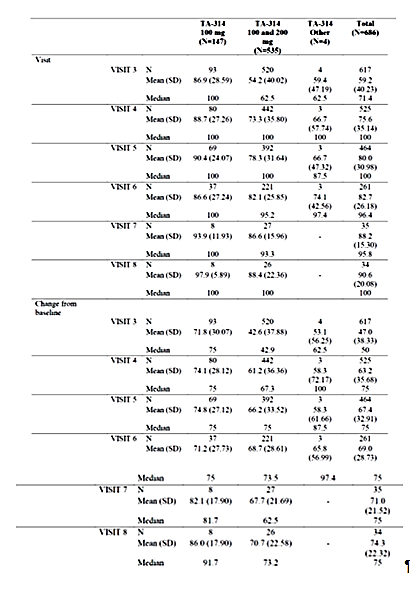 TA-314 100 mg (N=147) TA-314 100 and 200 mg (N=535) TA-314 Other (N=4) Total (N=686)
Visit
VISIT 3 N 93 520 4 617
Mean (SD) 86.9 (28.59) 54.2 (40.02) 59.4 (47.19) 59.2 (40.23)
Median 100 62.5 62.5 71.4
VISIT 4 N 80 442 3 525
Mean (SD) 88.7 (27.26) 73.3 (35.80) 66.7 (57.74) 75.6 (35.14)
Median 100 100 100 100
VISIT 5 N 69 392 3 464
Mean (SD) 90.4 (24.07) 78.3 (31.64) 66.7 (47.32) 80.0 (30.98)
Median 100 100 87.5 100
VISIT 6 N 37 221 3 261
Mean (SD) 86.6 (27.24) 82.1 (25.85) 74.1 (42.56) 82.7 (26.18)
Median 100 95.2 97.4 96.4
VISIT 7 N 8 27 35
Mean (SD) 93.9 (11.93) 86.6 (15.96) - 88.2 (15.30)
Median 100 93.3 95.8
VISIT 8 N 8 26 34
Mean (SD) 97.9 (5.89) 88.4 (22.36) - 90.6 (20.08)
Median 100 100 100
Change from baseline
VISIT 3 N 93 520 4 617
Mean (SD) 71.8 (30.07) 42.6 (37.88) 53.1 (56.25) 47.0 (38.33)
Median 75 42.9 62.5 50
VISIT 4 N 80 442 3 525
Mean (SD) 74.1 (28.12) 61.2 (36.36) 58.3 (72.17) 63.2 (35.68)
Median 75 67.3 100 75
VISIT 5 N 69 392 3 464
Mean (SD) 74.8 (27.12) 66.2 (33.52) 58.3 (61.66) 67.4 (32.91)
Median 75 75 87.5 75
VISIT 6 N 37 221 3 261
Mean (SD) 71.2 (27.73) 68.7 (28.61) 65.8 (56.99) 69.0 (28.73)
Median 75 73.5 97.4 75
VISIT 7 N 8 27 35
Mean (SD) 82.1 (17.90) 67.7 (21.69) - 71.0 (21.52)
Median 81.7 62.5 75
VISIT 8 N 8 26 34
Mean (SD) 86.0 (17.90) 70.7 (22.58) - 74.3 (22.32)
Median 91.7 73.2 75
¶